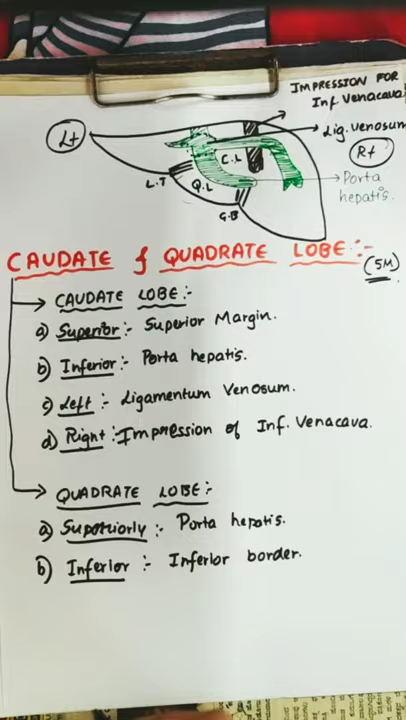 IMPRESSION FOR
Inf. Venacava
Lt
Lig. Venosum
Rt
C.L
L.T
Q.L
G.B
Porta
hepatis.
CAUDATE & QUADRATE LOBE :-
(5M)
CAUDATE LOBE :-
a) Superior :- Superior Margin.
b) Inferior :- Porta hepatis.
c) Left :- Ligamentum Venosum.
d) Right : Impression of Inf. Venacava.
QUADRATE LOBE :-
a) Superiorly :- Porta hepatis.
b) Inferior :- Inferior border.